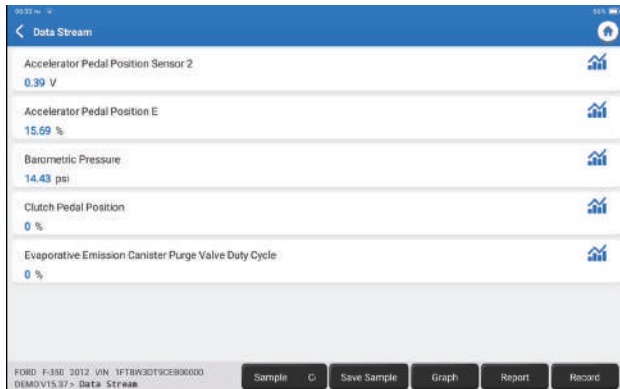 Data Stream
Accelerator Pedal Position Sensor 2
0.39 V
Accelerator Pedal Position E
15.69 %
Barometric Pressure
14.43 psi
Clutch Pedal Position
0 %
Evaporative Emission Canister Purge Valve Duty Cycle
0 %
FORD F-350 2012 VIN
DEMO V15.37 > Data Stream
Sample
Save Sample
Graph
Report
Record